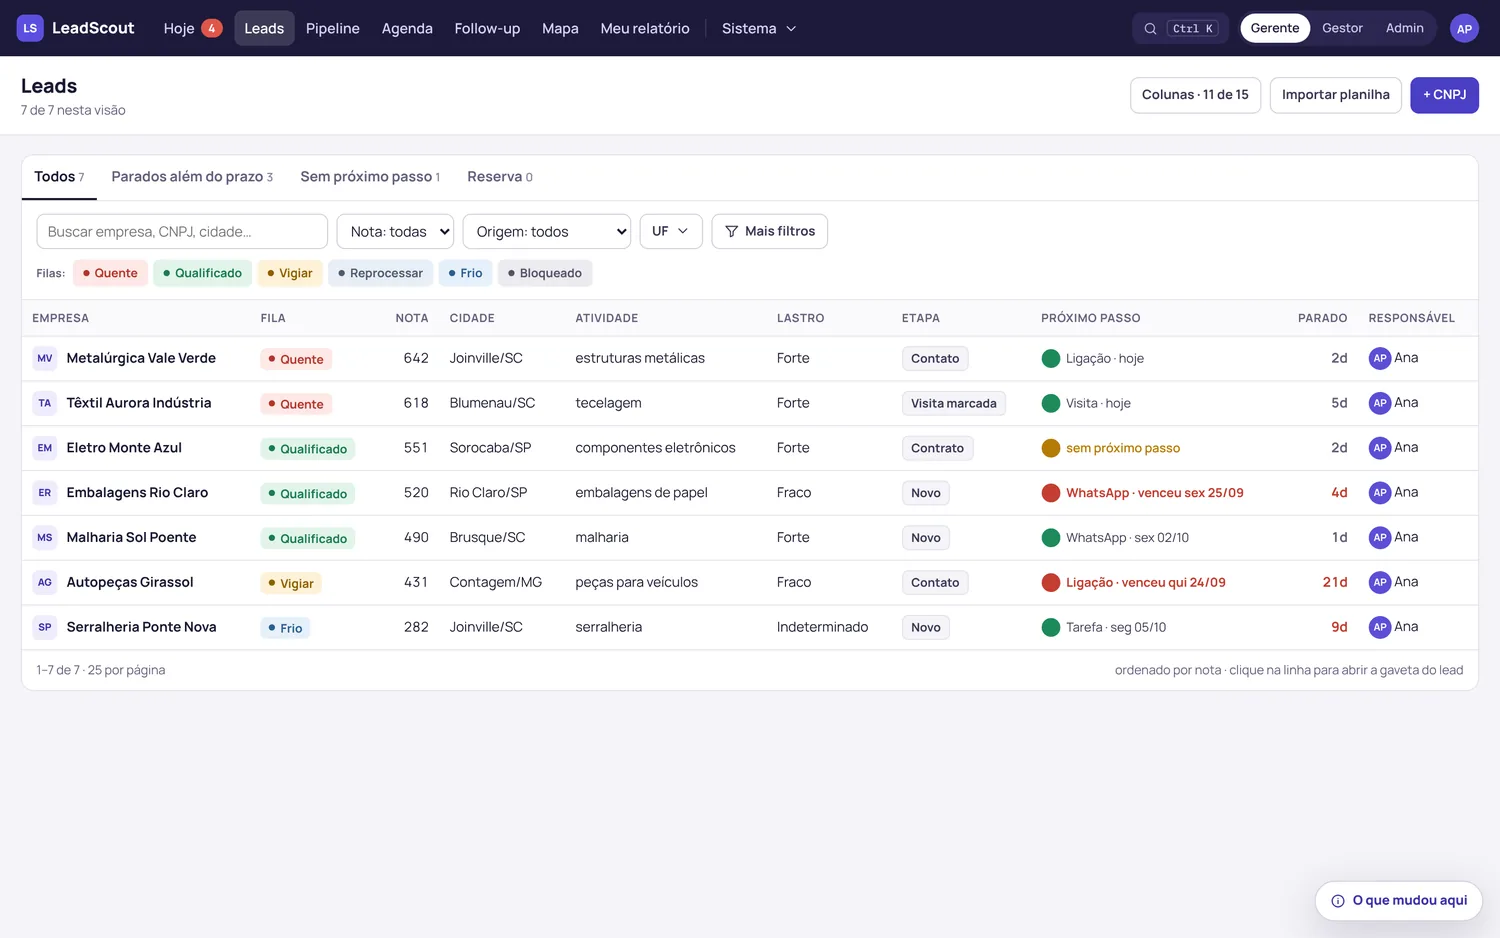 LS LeadScout Hoje 4 Leads Pipeline Agenda Follow-up Mapa Meu relatório Sistema Ctrl K Gerente Gestor Admin AP
Leads
7 de 7 nesta visão
Colunas · 11 de 15 Importar planilha + CNPJ
Todos 7 Parados além do prazo 3 Sem próximo passo 1 Reserva 0
Buscar empresa, CNPJ, cidade... Nota: todas Origem: todos UF Mais filtros
Filas: Quente Qualificado Vigiar Reprocessar Frio Bloqueado
EMPRESA FILA NOTA CIDADE ATIVIDADE LASTRO ETAPA PRÓXIMO PASSO PARADO RESPONSÁVEL
MV Metalúrgica Vale Verde Quente 642 Joinville/SC estruturas metálicas Forte Contato Ligação · hoje 2d AP Ana
TA Têxtil Aurora Indústria Quente 618 Blumenau/SC tecelagem Forte Visita marcada Visita · hoje 5d AP Ana
EM Eletro Monte Azul Qualificado 551 Sorocaba/SP componentes eletrônicos Forte Contrato sem próximo passo 2d AP Ana
ER Embalagens Rio Claro Qualificado 520 Rio Claro/SP embalagens de papel Fraco Novo WhatsApp · venceu sex 25/09 4d AP Ana
MS Malharia Sol Poente Qualificado 490 Brusque/SC malharia Forte Novo WhatsApp · sex 02/10 1d AP Ana
AG Autopeças Girassol Vigiar 431 Contagem/MG peças para veículos Fraco Contato Ligação · venceu qui 24/09 21d AP Ana
SP Serralheria Ponte Nova Frio 282 Joinville/SC serralheria Indeterminado Novo Tarefa · seg 05/10 9d AP Ana
1–7 de 7 · 25 por página ordenado por nota · clique na linha para abrir a gaveta do lead
O que mudou aqui